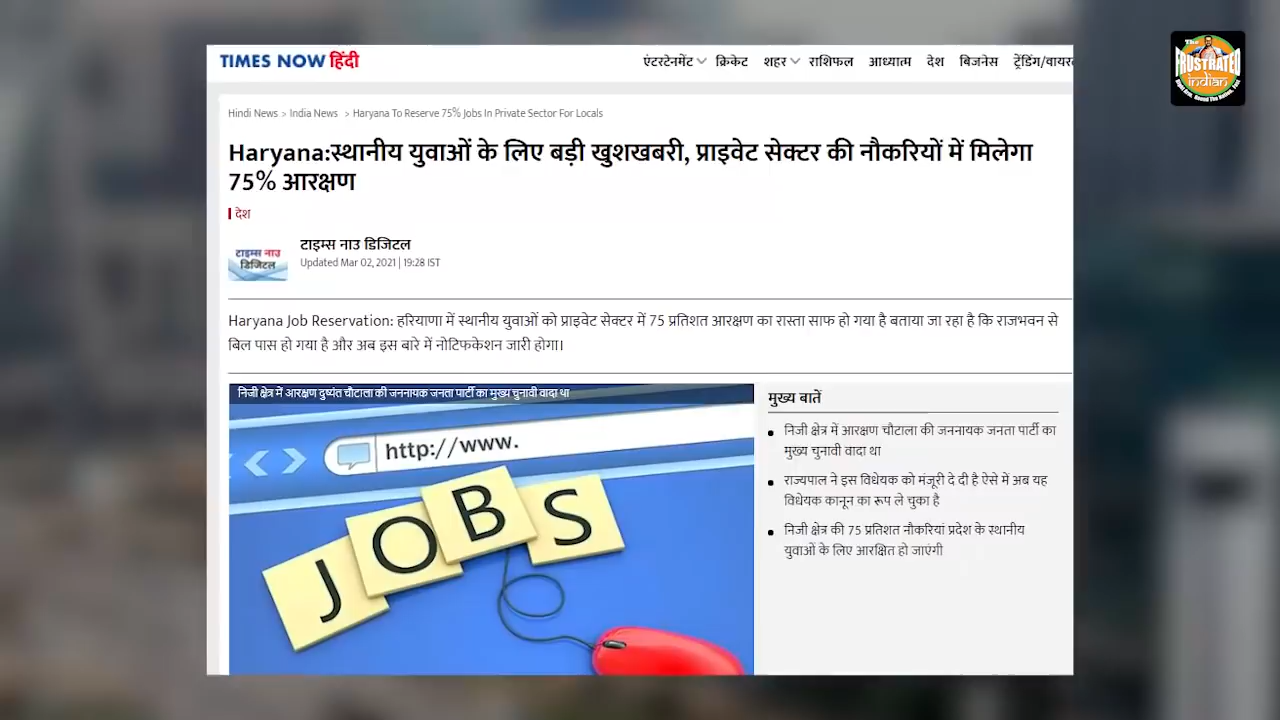 TIMES NOW हिंदी
एंटरटेनमेंट क्रिकेट शहर राशिफल आध्यात्म देश बिजनेस ट्रेंडिंग/वायरल
The
FRUSTRATED
indian
Hindi News > India News > Haryana To Reserve 75% Jobs In Private Sector For Locals
Haryana:स्थानीय युवाओं के लिए बड़ी खुशखबरी, प्राइवेट सेक्टर की नौकरियों में मिलेगा
75% आरक्षण
देश
टाइम्स नाउ
डिजिटल
टाइम्स नाउ डिजिटल
Updated Mar 02, 2021 | 19:28 IST
Haryana Job Reservation: हरियाणा में स्थानीय युवाओं को प्राइवेट सेक्टर में 75 प्रतिशत आरक्षण का रास्ता साफ हो गया है बताया जा रहा है कि राजभवन से
बिल पास हो गया है और अब इस बारे में नोटिफकेशन जारी होगा।
निजी क्षेत्र में आरक्षण दुष्यंत चौटाला की जननायक जनता पार्टी का मुख्य चुनावी वादा था
http://www.
JOBS
मुख्य बातें
निजी क्षेत्र में आरक्षण चौटाला की जननायक जनता पार्टी का
मुख्य चुनावी वादा था
राज्यपाल ने इस विधेयक को मंजूरी दे दी है ऐसे में अब यह
विधेयक कानून का रूप ले चुका है
निजी क्षेत्र की 75 प्रतिशत नौकरियां प्रदेश के स्थानीय
युवाओं के लिए आरक्षित हो जाएंगी